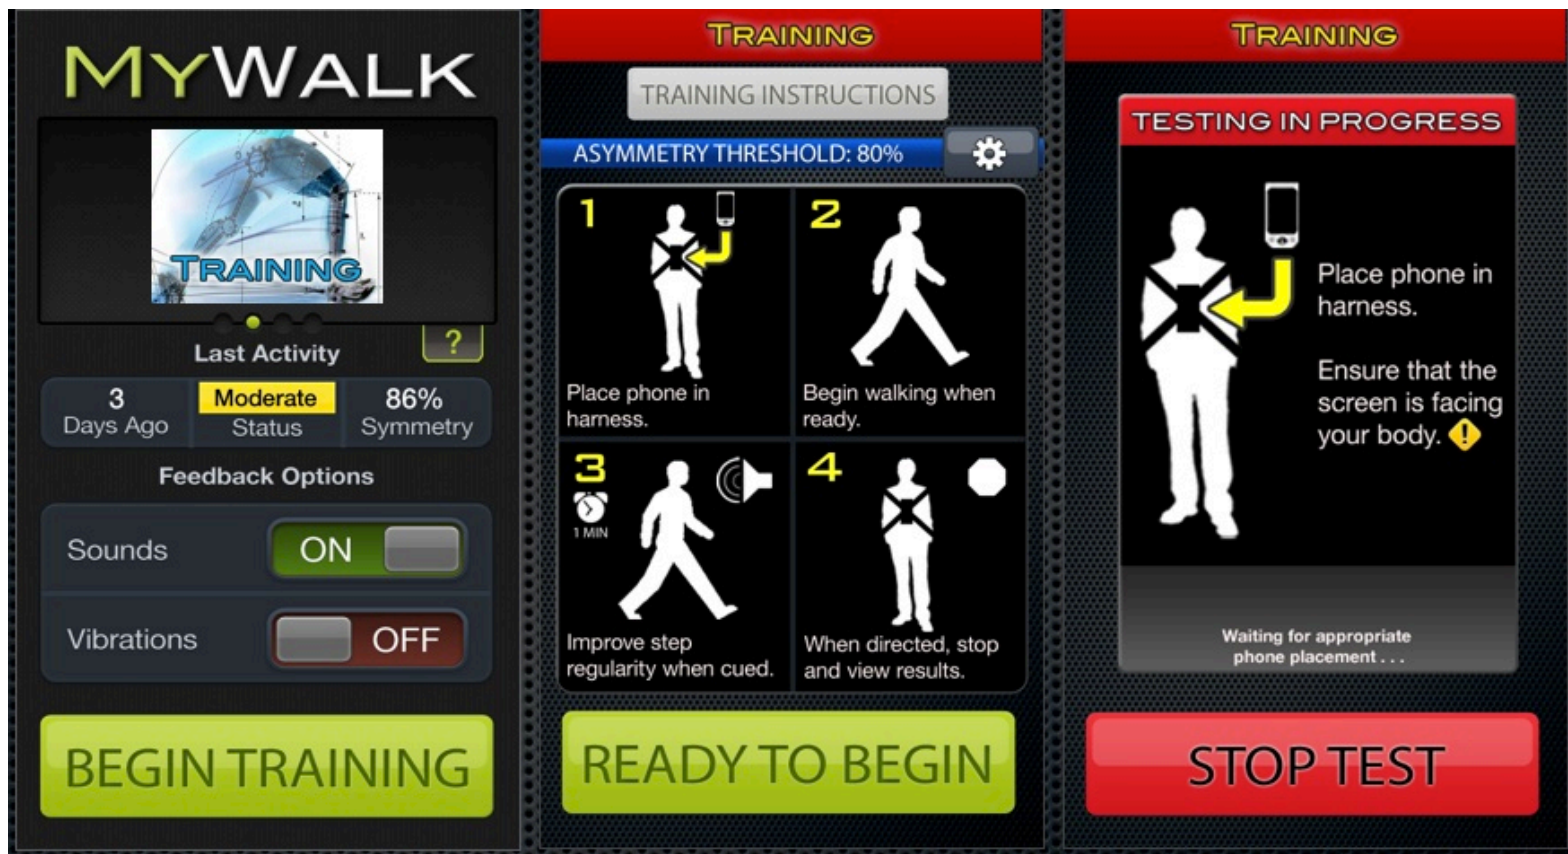 MYWALK
TRAINING
?
Last Activity
3
Days Ago
Moderate
Status
86%
Symmetry
Feedback Options
Sounds
ON
Vibrations
OFF
BEGIN TRAINING
TRAINING
TRAINING INSTRUCTIONS
ASYMMETRY THRESHOLD: 80%
1
Place phone in
harness.
2
Begin walking when
ready.
3
1 MIN
Improve step
regularity when cued.
4
When directed, stop
and view results.
READY TO BEGIN
TRAINING
TESTING IN PROGRESS
Place phone in
harness.
Ensure that the
screen is facing
your body. !
Waiting for appropriate
phone placement . . .
STOP TEST